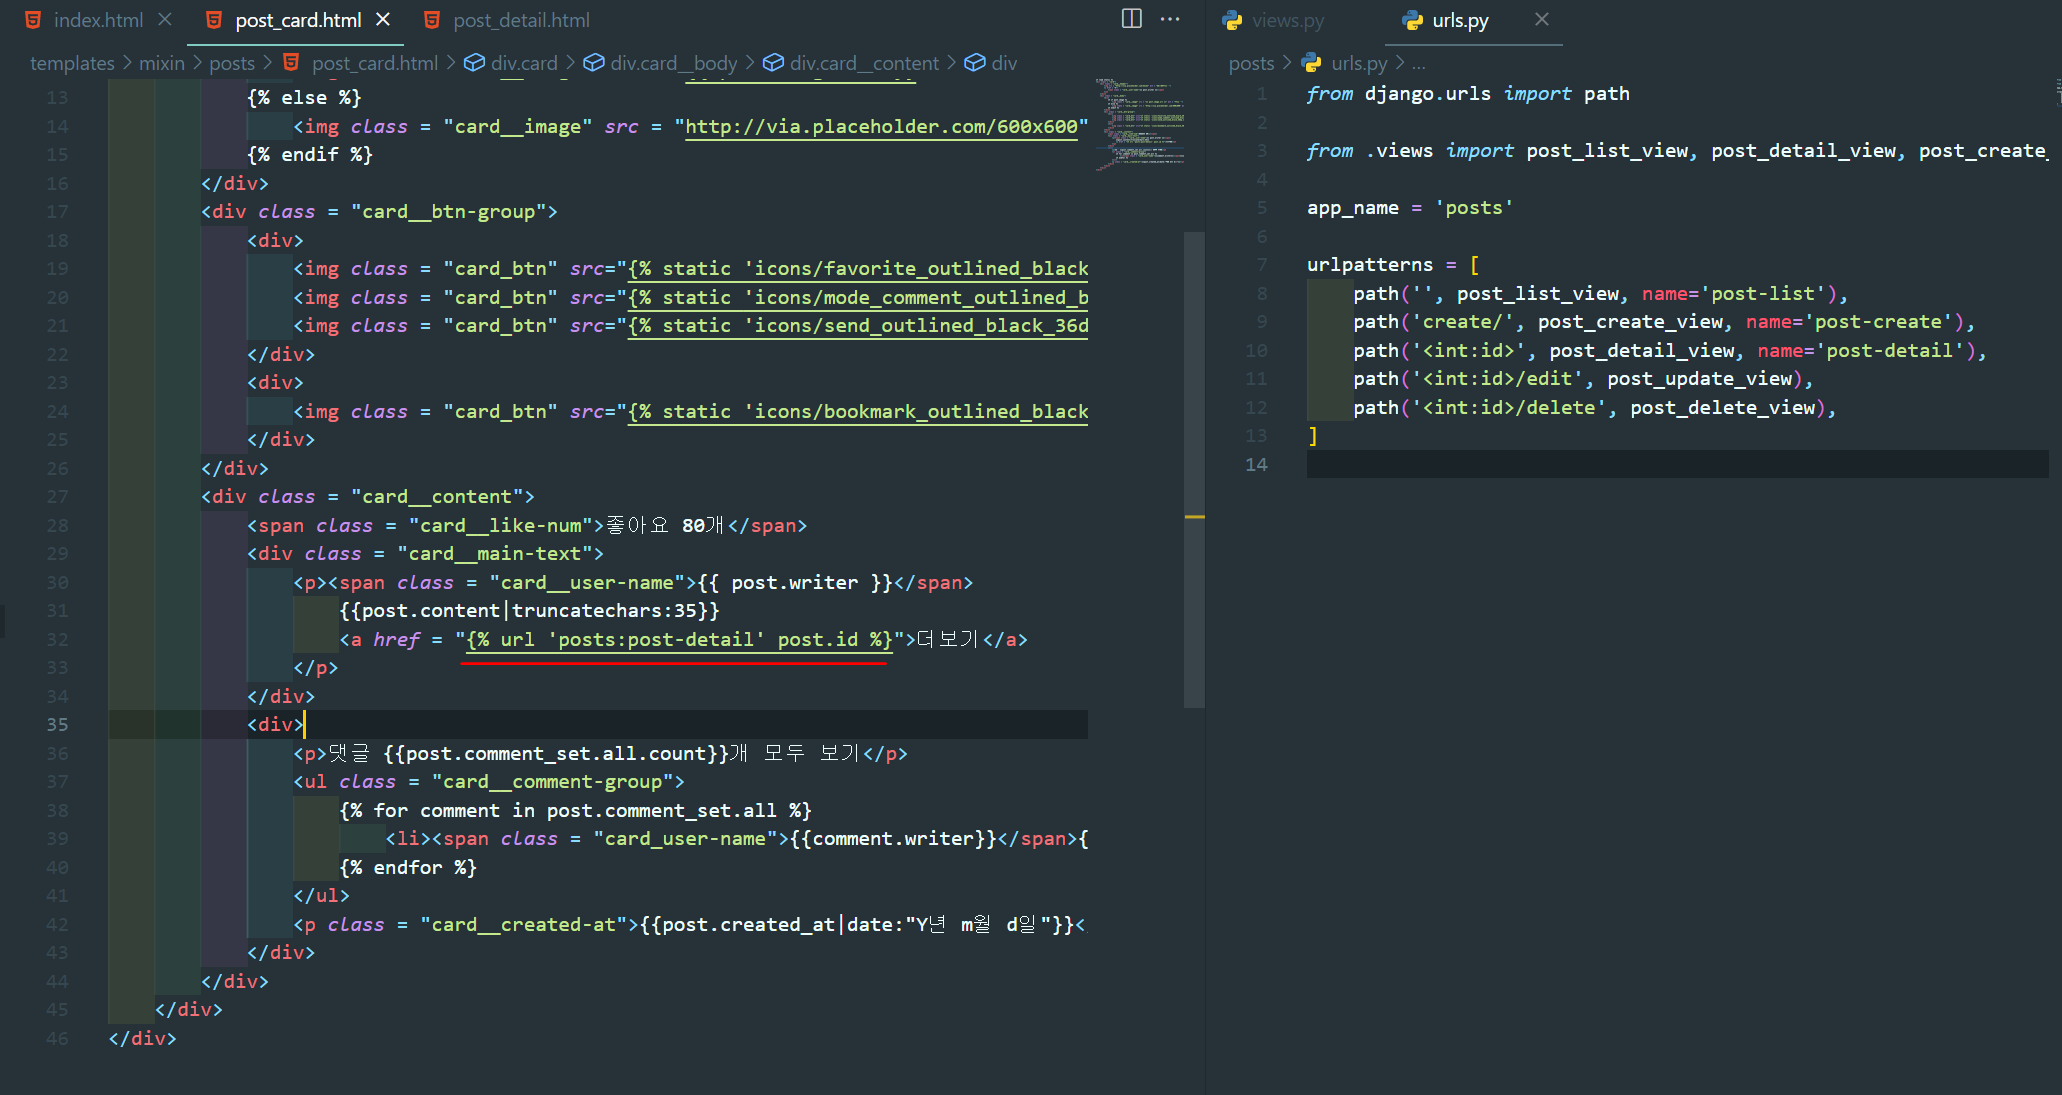 index.html
post_card.html
post_detail.html
templates > mixin > posts > post_card.html > div.card > div.card__body > div.card__content > div
13 {% else %}
14 <img class = "card__image" src = "http://via.placeholder.com/600x600"
15 {% endif %}
16 </div>
17 <div class = "card__btn-group">
18 <div>
19 <img class = "card_btn" src="{% static 'icons/favorite_outlined_black
20 <img class = "card_btn" src="{% static 'icons/mode_comment_outlined_b
21 <img class = "card_btn" src="{% static 'icons/send_outlined_black_36d
22 </div>
23 <div>
24 <img class = "card_btn" src="{% static 'icons/bookmark_outlined_black
25 </div>
26 </div>
27 <div class = "card__content">
28 <span class = "card__like-num">좋아요 80개</span>
29 <div class = "card__main-text">
30 <p><span class = "card__user-name">{{ post.writer }}</span>
31 {{post.content|truncatechars:35}}
32 <a href = "{% url 'posts:post-detail' post.id %}">더보기</a>
33 </p>
34 </div>
35 <div>
36 <p>댓글 {{post.comment_set.all.count}}개 모두 보기</p>
37 <ul class = "card__comment-group">
38 {% for comment in post.comment_set.all %}
39 <li><span class = "card_user-name">{{comment.writer}}</span>{
40 {% endfor %}
41 </ul>
42 <p class = "card__created-at">{{post.created_at|date:"Y년 m월 d일"}}<
43 </div>
44 </div>
45 </div>
46 </div>
views.py
urls.py
posts > urls.py > ...
1 from django.urls import path
2
3 from .views import post_list_view, post_detail_view, post_create_
4
5 app_name = 'posts'
6
7 urlpatterns = [
8 path('', post_list_view, name='post-list'),
9 path('create/', post_create_view, name='post-create'),
10 path('<int:id>', post_detail_view, name='post-detail'),
11 path('<int:id>/edit', post_update_view),
12 path('<int:id>/delete', post_delete_view),
13 ]
14